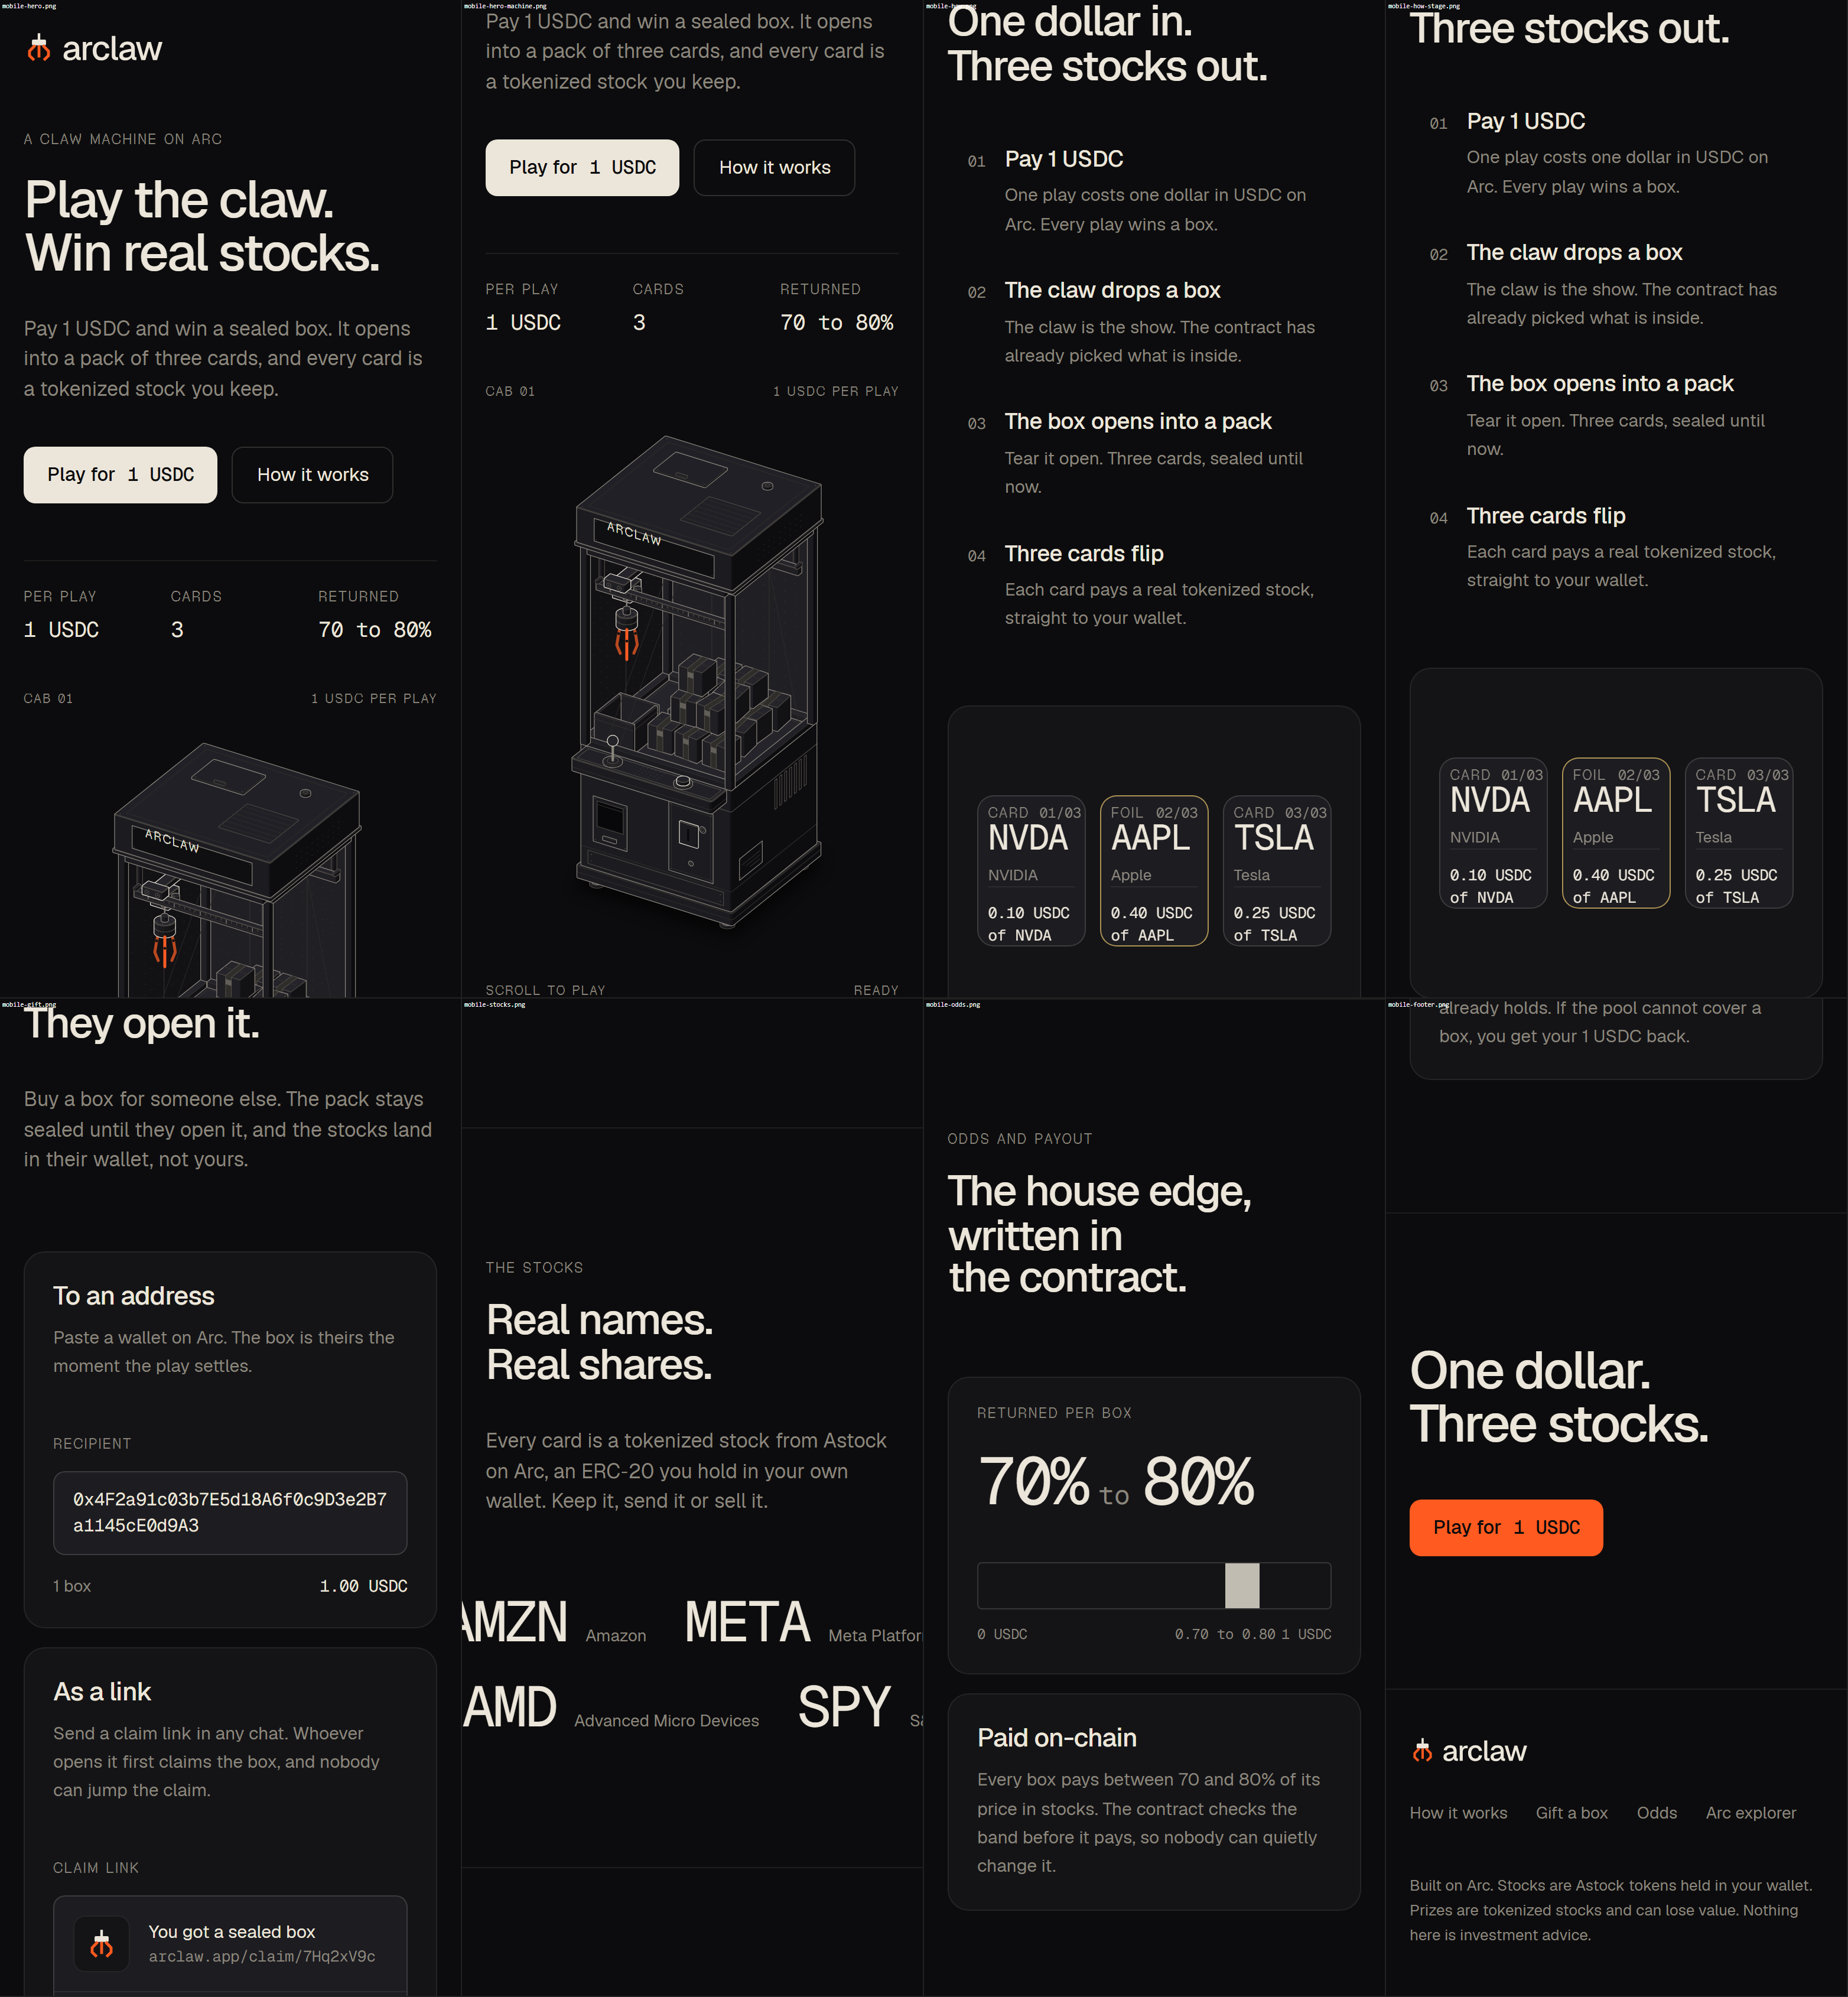 mobile-hero.png
arclaw
A CLAW MACHINE ON ARC
Play the claw.
Win real stocks.
Pay 1 USDC and win a sealed box. It opens
into a pack of three cards, and every card is
a tokenized stock you keep.
Play for 1 USDC
How it works
PER PLAY
CARDS
RETURNED
1 USDC
3
70 to 80%
CAB 01
1 USDC PER PLAY
ARCLAW
mobile-hero-machine.png
Pay 1 USDC and win a sealed box. It opens
into a pack of three cards, and every card is
a tokenized stock you keep.
Play for 1 USDC
How it works
PER PLAY
CARDS
RETURNED
1 USDC
3
70 to 80%
CAB 01
1 USDC PER PLAY
ARCLAW
SCROLL TO PLAY
READY
One dollar in.
Three stocks out.
01 Pay 1 USDC
One play costs one dollar in USDC on
Arc. Every play wins a box.
02 The claw drops a box
The claw is the show. The contract has
already picked what is inside.
03 The box opens into a pack
Tear it open. Three cards, sealed until
now.
04 Three cards flip
Each card pays a real tokenized stock,
straight to your wallet.
CARD 01/03
NVDA
NVIDIA
0.10 USDC
of NVDA
FOIL 02/03
AAPL
Apple
0.40 USDC
of AAPL
CARD 03/03
TSLA
Tesla
0.25 USDC
of TSLA
mobile-how-stage.png
Three stocks out.
01 Pay 1 USDC
One play costs one dollar in USDC on
Arc. Every play wins a box.
02 The claw drops a box
The claw is the show. The contract has
already picked what is inside.
03 The box opens into a pack
Tear it open. Three cards, sealed until
now.
04 Three cards flip
Each card pays a real tokenized stock,
straight to your wallet.
CARD 01/03
NVDA
NVIDIA
0.10 USDC
of NVDA
FOIL 02/03
AAPL
Apple
0.40 USDC
of AAPL
CARD 03/03
TSLA
Tesla
0.25 USDC
of TSLA
mobile-gift.png
They open it.
Buy a box for someone else. The pack stays
sealed until they open it, and the stocks land
in their wallet, not yours.
To an address
Paste a wallet on Arc. The box is theirs the
moment the play settles.
RECIPIENT
0x4F2a91c03b7E5d18A6f0c9D3e2B7
a1145cE0d9A3
1 box
1.00 USDC
As a link
Send a claim link in any chat. Whoever
opens it first claims the box, and nobody
can jump the claim.
CLAIM LINK
You got a sealed box
arclaw.app/claim/7Hq2xV9c
mobile-stocks.png
THE STOCKS
Real names.
Real shares.
Every card is a tokenized stock from Astock
on Arc, an ERC-20 you hold in your own
wallet. Keep it, send it or sell it.
AMZN Amazon META Meta Platfor
AMD Advanced Micro Devices SPY
mobile-odds.png
ODDS AND PAYOUT
The house edge,
written in
the contract.
RETURNED PER BOX
70% to 80%
0 USDC
0.70 to 0.80
1 USDC
Paid on-chain
Every box pays between 70 and 80% of its
price in stocks. The contract checks the
band before it pays, so nobody can quietly
change it.
mobile-footer.png
already holds. If the pool cannot cover a
box, you get your 1 USDC back.
One dollar.
Three stocks.
Play for 1 USDC
arclaw
How it works
Gift a box
Odds
Arc explorer
Built on Arc. Stocks are Astock tokens held in your wallet.
Prizes are tokenized stocks and can lose value. Nothing
here is investment advice.